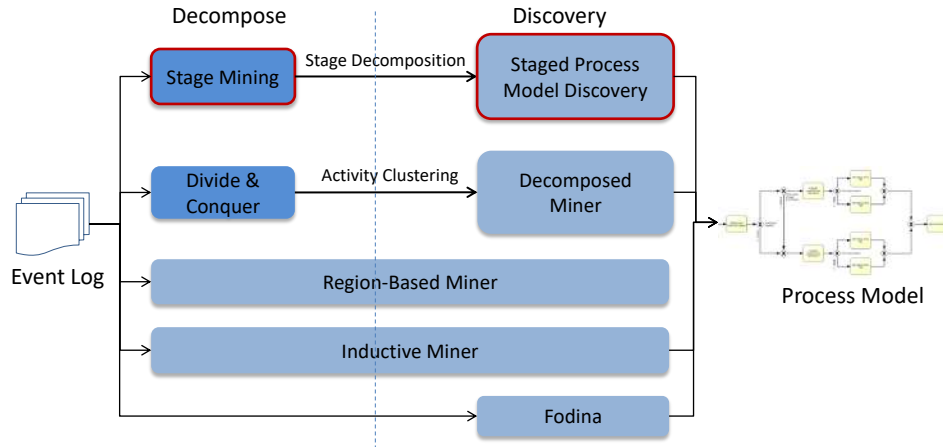 Decompose
Discovery
Stage Mining
Stage Decomposition
Staged Process
Model Discovery
Divide &
Conquer
Activity Clustering
Decomposed
Miner
Event Log
Region-Based Miner
Process Model
Inductive Miner
Fodina